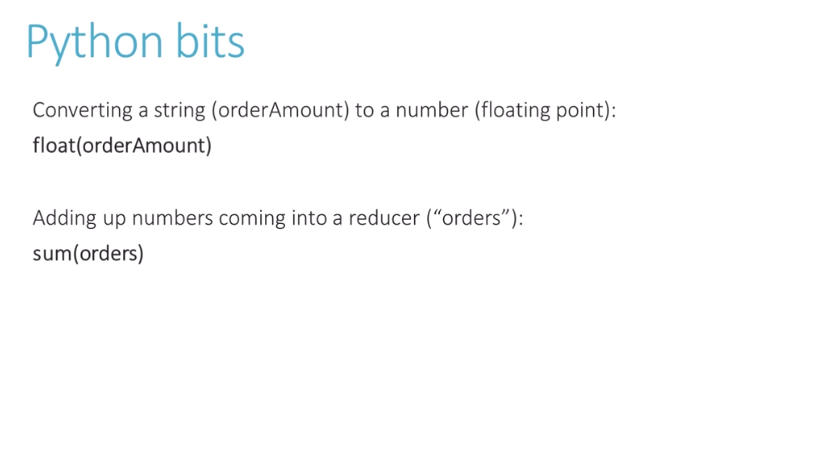 Python bits
Converting a string (orderAmount) to a number (floating point):
float(orderAmount)
Adding up numbers coming into a reducer (“orders”):
sum(orders)